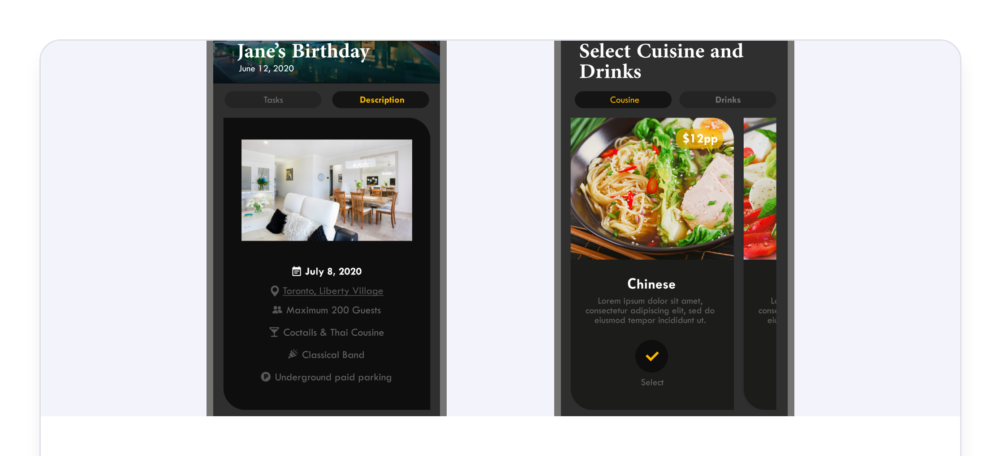 Jane’s Birthday
June 12, 2020
Tasks
Description
July 8, 2020
Toronto, Liberty Village
Maximum 200 Guests
Coctails & Thai Cousine
Classical Band
P
Underground paid parking
Select Cuisine and
Drinks
Cousine
Drinks
$12pp
Chinese
Lorem ipsum dolor sit amet,
consectetur adipiscing elit, sed do
eiusmod tempor incididunt ut.
Select
Lo
conse
eiu